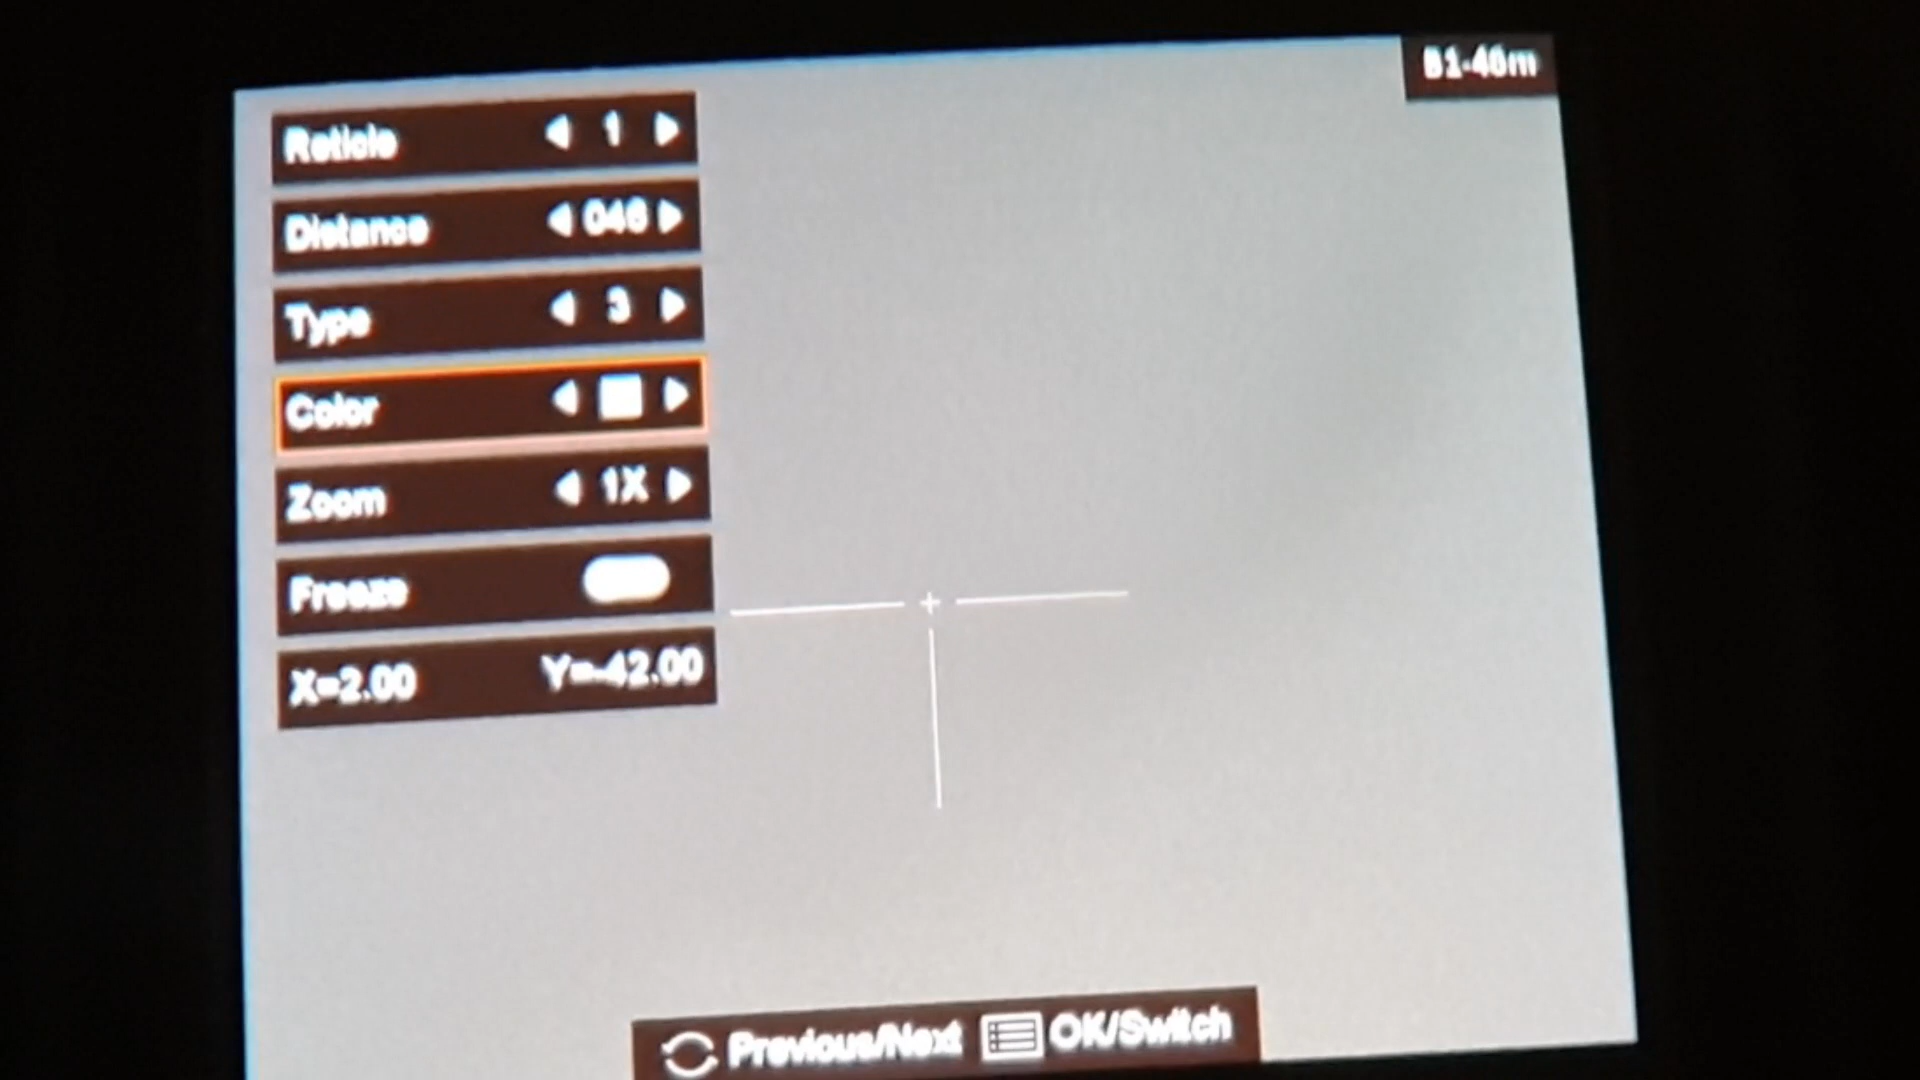 B1-46m
Reticle 1
Distance 046
Type 3
Color
Zoom 1X
Freeze
X=2.00 Y=-42.00
Previous/Next OK/Switch